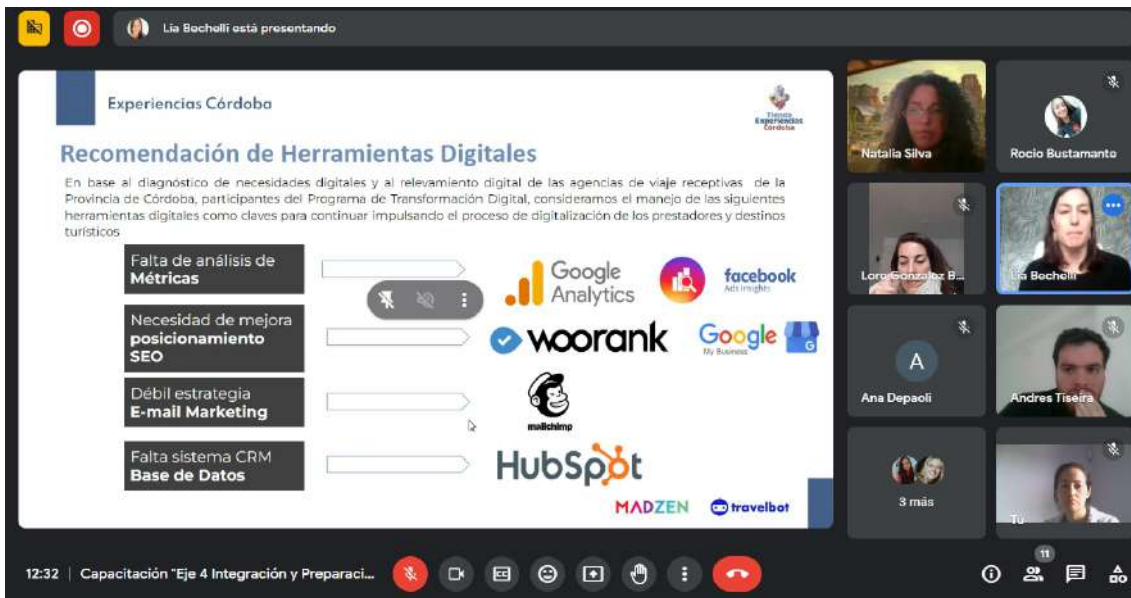 Lia Bechelli está presentando
Experiencias Córdoba
Tienda
Experiencias
Córdoba
Recomendación de Herramientas Digitales
En base al diagnóstico de necesidades digitales y al relevamiento digital de las agencias de viaje receptivas de la
Provincia de Córdoba, participantes del Programa de Transformación Digital, consideramos el manejo de las siguientes
herramientas digitales como claves para continuar impulsando el proceso de digitalización de los prestadores y destinos
turísticos
Falta de análisis de
Métricas
Google
Analytics
facebook
Ads Insights
Necesidad de mejora
posicionamiento
SEO
woorank
Google
My Business
G
Débil estrategia
E-mail Marketing
mailchimp
Falta sistema CRM
Base de Datos
HubSpot
MADZEN
travelbot
Natalia Silva
Rocio Bustamante
Lia Bechelli
A
Ana Depaoli
Andres Tiseira
3 más
Tú
12:32 | Capacitación "Eje 4 Integración y Preparaci...
CC
11